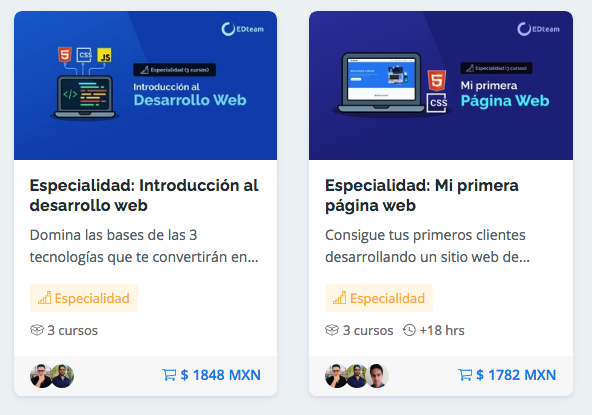 EDteam
5
CSS
JS
</>
Especialidad (3 cursos)
Introducción al
Desarrollo Web
Especialidad: Introducción al
desarrollo web
Domina las bases de las 3
tecnologías que te convertirán en...
Especialidad
3 cursos
$ 1848 MXN
EDteam
Especialidad (3 cursos)
5
CSS
Mi primera
Página Web
Especialidad: Mi primera
página web
Consigue tus primeros clientes
desarrollando un sitio web de...
Especialidad
3 cursos +18 hrs
$ 1782 MXN